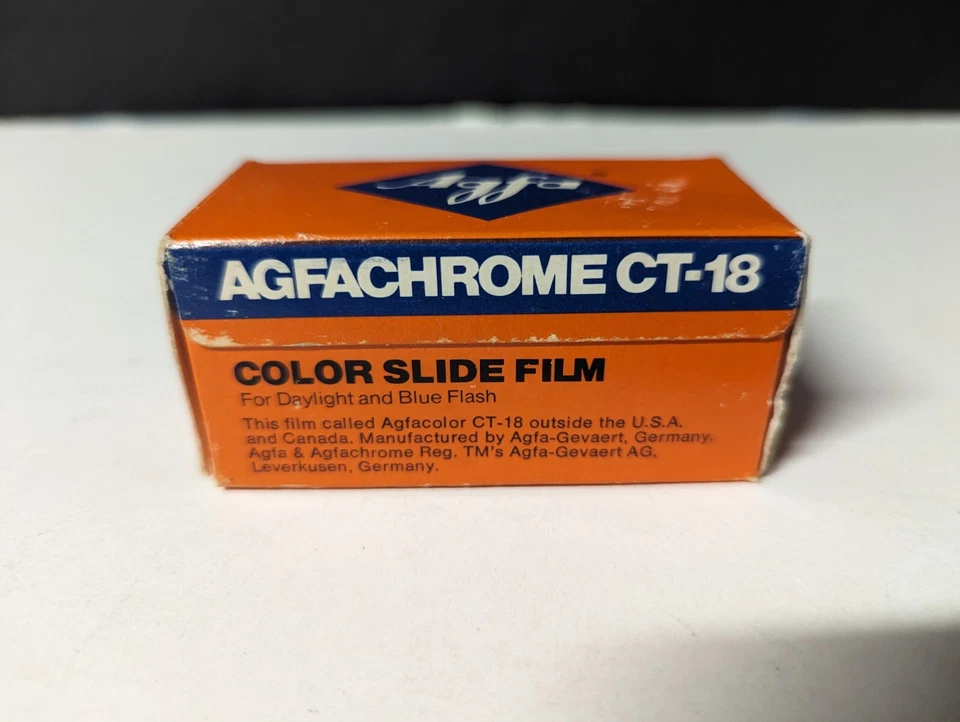 Agfa
AGFACHROME CT-18
COLOR SLIDE FILM
For Daylight and Blue Flash
This film called Agfacolor CT-18 outside the U.S.A.
and Canada. Manufactured by Agfa-Gevaert, Germany.
Agfa & Agfachrome Reg. TM's Agfa-Gevaert AG,
Leverkusen, Germany.